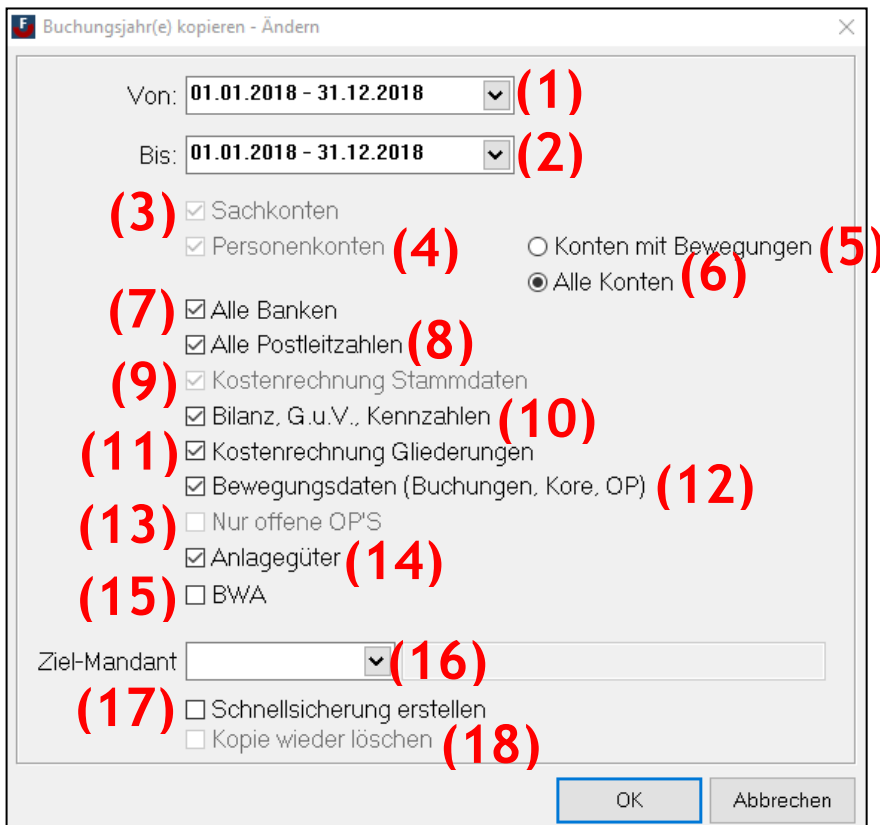 Buchungsjahr(e) kopieren - Ändern
Von: 01.01.2018 - 31.12.2018 (1)
Bis: 01.01.2018 - 31.12.2018 (2)
(3) Sachkonten
Personenkonten (4) Konten mit Bewegungen (5)
Alle Konten (6)
(7) Alle Banken
Alle Postleitzahlen (8)
(9) Kostenrechnung Stammdaten
Bilanz, G.u.V., Kennzahlen (10)
(11) Kostenrechnung Gliederungen
Bewegungsdaten (Buchungen, Kore, OP) (12)
(13) Nur offene OP'S
Anlagegüter (14)
(15) BWA
Ziel-Mandant (16)
(17) Schnellsicherung erstellen
Kopie wieder löschen (18)
OK Abbrechen